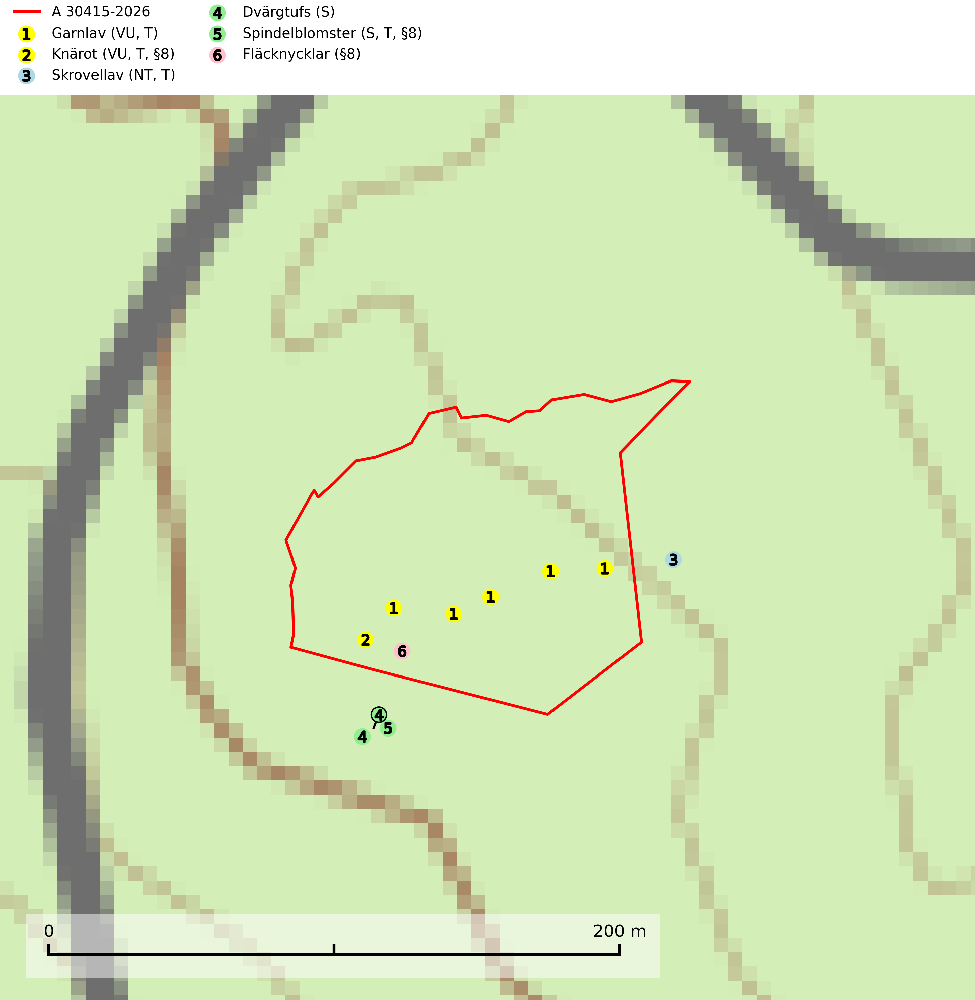 A 30415-2026
1 Garnlav (VU, T)
2 Knärot (VU, T, §8)
3 Skrovellav (NT, T)
4 Dvärgtufs (S)
5 Spindelblomster (S, T, §8)
6 Fläcknycklar (§8)
3
1
1
1
1
1
2
6
4
5
4
0
200 m